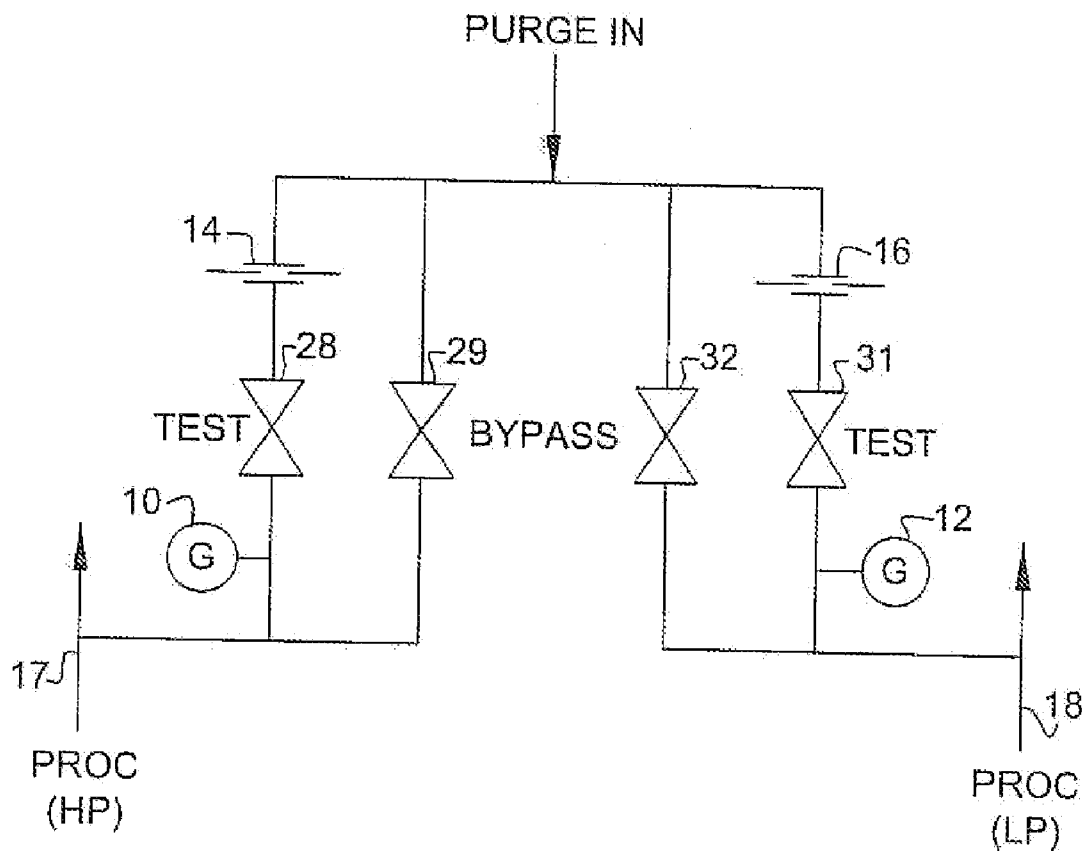 PURGE IN
14
16
28
29
32
31
TEST
BYPASS
TEST
10
G
12
G
17
18
PROC
(HP)
PROC
(LP)